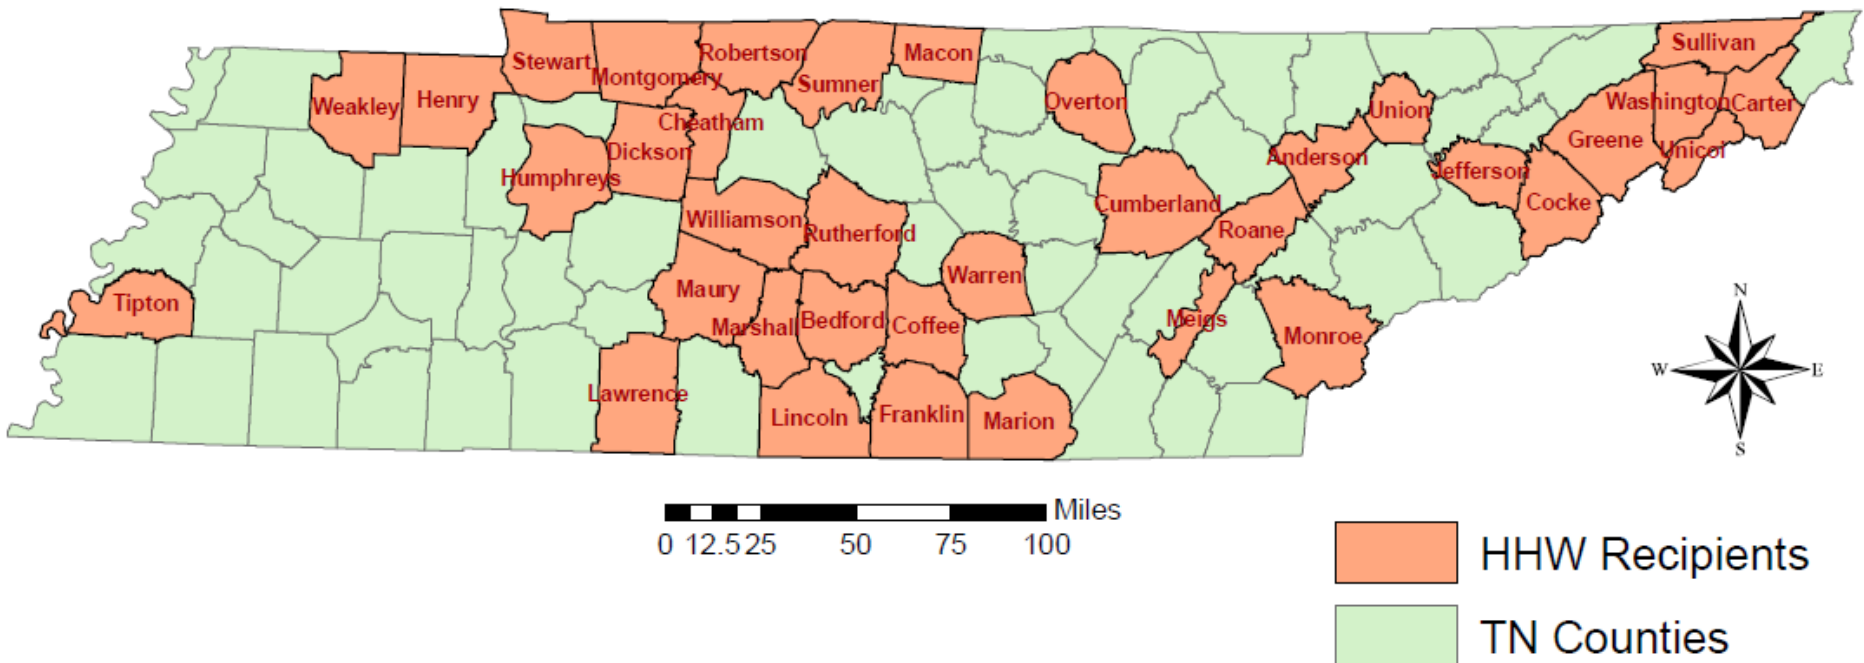 Stewart
Montgomery
Robertson
Sumner
Macon
Sullivan
Weakley
Henry
Cheatham
Overton
Union
Washington
Carter
Dickson
Humphreys
Anderson
Greene
Unicoi
Jefferson
Williamson
Rutherford
Cumberland
Roane
Cocke
Tipton
Maury
Warren
Marshall
Bedford
Coffee
Meigs
Monroe
Lawrence
Lincoln
Franklin
Marion
N
W E
S
Miles
0 12.5 25 50 75 100
HHW Recipients
TN Counties